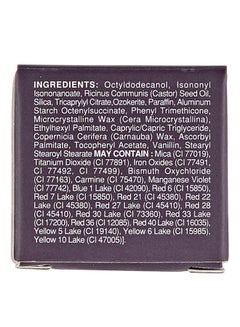 INGREDIENTS: Octyldodecanol, Isononyl
Isononanoate, Ricinus Communis (Castor) Seed Oil,
Silica, Tricaprylyl Citrate,Ozokerite, Paraffin, Aluminum
Starch Octenylsuccinate, Phenyl Trimethicone,
Microcrystalline Wax (Cera Microcristallina),
Ethylhexyl Palmitate, Caprylic/Capric Triglyceride,
Copernicia Cerifera (Carnauba) Wax, Ascorbyl
Palmitate, Tocopheryl Acetate, Vanillin, Stearyl
Stearoyl Stearate MAY CONTAIN : Mica (CI 77019),
Titanium Dioxide (CI 77891), Iron Oxides (CI 77491,
CI 77492, CI 77499), Bismuth Oxychloride
(CI 77163), Carmine (CI 75470), Manganese Violet
(CI 77742), Blue 1 Lake (CI 42090), Red 6 (CI 15850),
Red 7 Lake (CI 15850), Red 21 (CI 45380), Red 22
Lake (CI 45380), Red 27 (CI 45410), Red 28 Lake
(CI 45410), Red 30 Lake (CI 73360), Red 33 Lake
(CI 17200), Red 36 (CI 12085), Red 40 Lake (CI 16035),
Yellow 5 Lake (CI 19140), Yellow 6 Lake (CI 15985),
Yellow 10 Lake (CI 47005)].